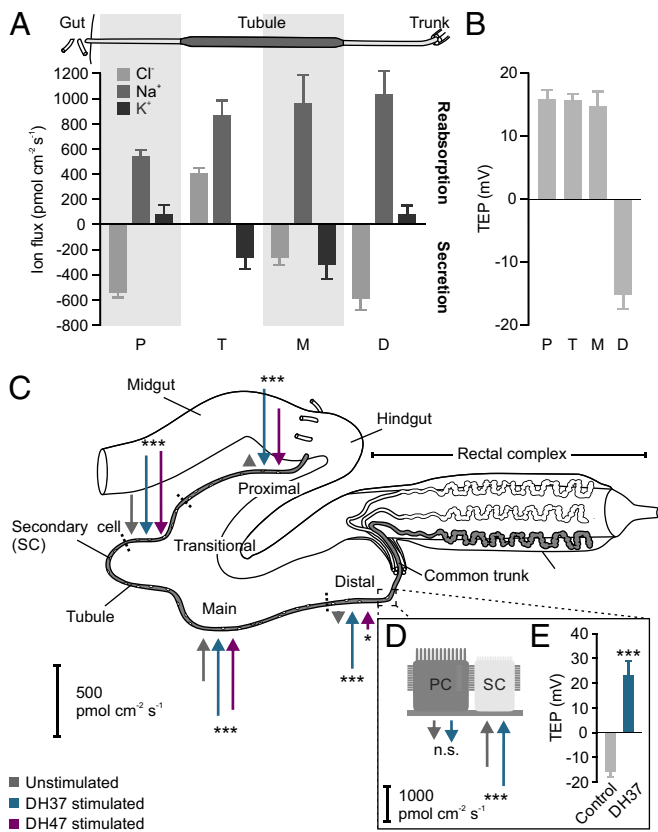 A
Gut
Tubule
Trunk
1200
1000
800
600
400
200
0
-200
-400
-600
-800
Ion flux (pmol cm⁻² s⁻¹)
Cl⁻
Na⁺
K⁺
Reabsorption
Secretion
P T M D
B
20
10
0
-10
-20
TEP (mV)
P T M D
C
Midgut
***
Hindgut
***
Rectal complex
Proximal
Secondary cell
(SC)
Transitional
Tubule
Main
Distal
Common trunk
*
***
***
500
pmol cm⁻² s⁻¹
Unstimulated
DH37 stimulated
DH47 stimulated
D
PC
SC
n.s.
***
1000
pmol cm⁻² s⁻¹
E
40
30
20
10
0
-10
-20
TEP (mV)
***
Control
DH37